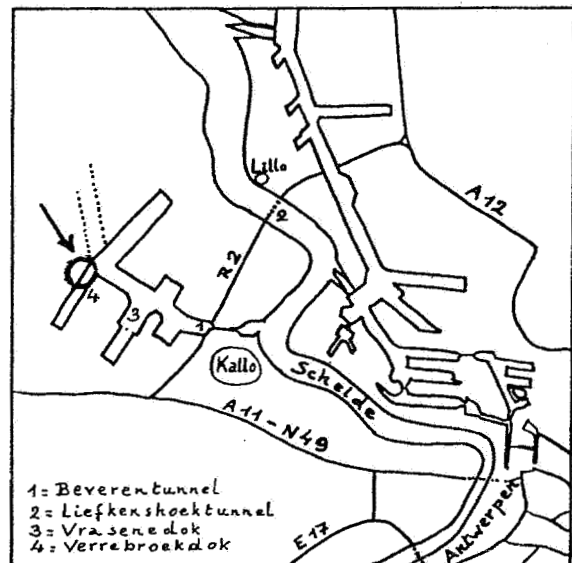 Lillo
2
A12
R2
4
3
1
Kallo
Schelde
A11-N49
1= Beverentunnel
2= Liefkenshoektunnel
3= Vrasenedok
4= Verrebroekdok
E17
Antwerpen